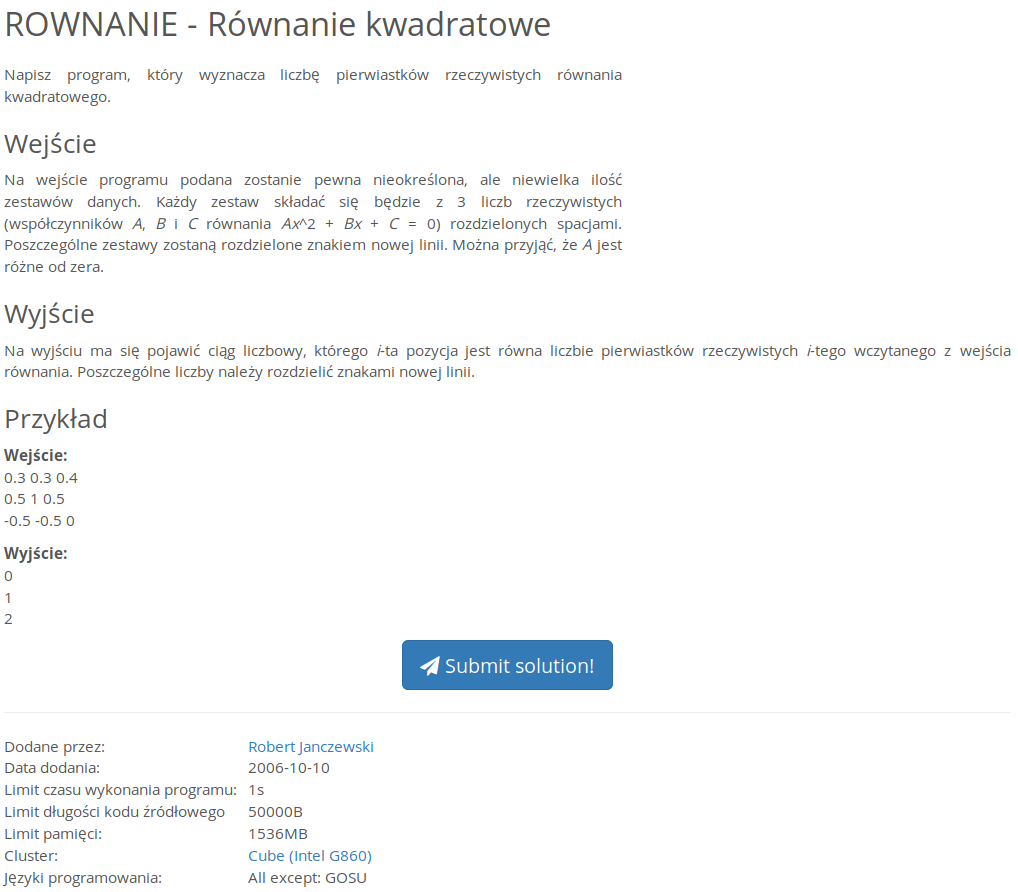 ROWNANIE - Równanie kwadratowe
Napisz program, który wyznacza liczbę pierwiastków rzeczywistych równania
kwadratowego.
Wejście
Na wejście programu podana zostanie pewna nieokreślona, ale niewielka ilość
zestawów danych. Każdy zestaw składać się będzie z 3 liczb rzeczywistych
(współczynników A, B i C równania Ax^2 + Bx + C = 0) rozdzielonych spacjami.
Poszczególne zestawy zostaną rozdzielone znakiem nowej linii. Można przyjąć, że A jest
różne od zera.
Wyjście
Na wyjściu ma się pojawić ciąg liczbowy, którego i-ta pozycja jest równa liczbie pierwiastków rzeczywistych i-tego wczytanego z wejścia
równania. Poszczególne liczby należy rozdzielić znakami nowej linii.
Przykład
Wejście:
0.3 0.3 0.4
0.5 1 0.5
-0.5 -0.5 0
Wyjście:
0
1
2
Submit solution!
Dodane przez: Robert Janczewski
Data dodania: 2006-10-10
Limit czasu wykonania programu: 1s
Limit długości kodu źródłowego 50000B
Limit pamięci: 1536MB
Cluster: Cube (Intel G860)
Języki programowania: All except: GOSU